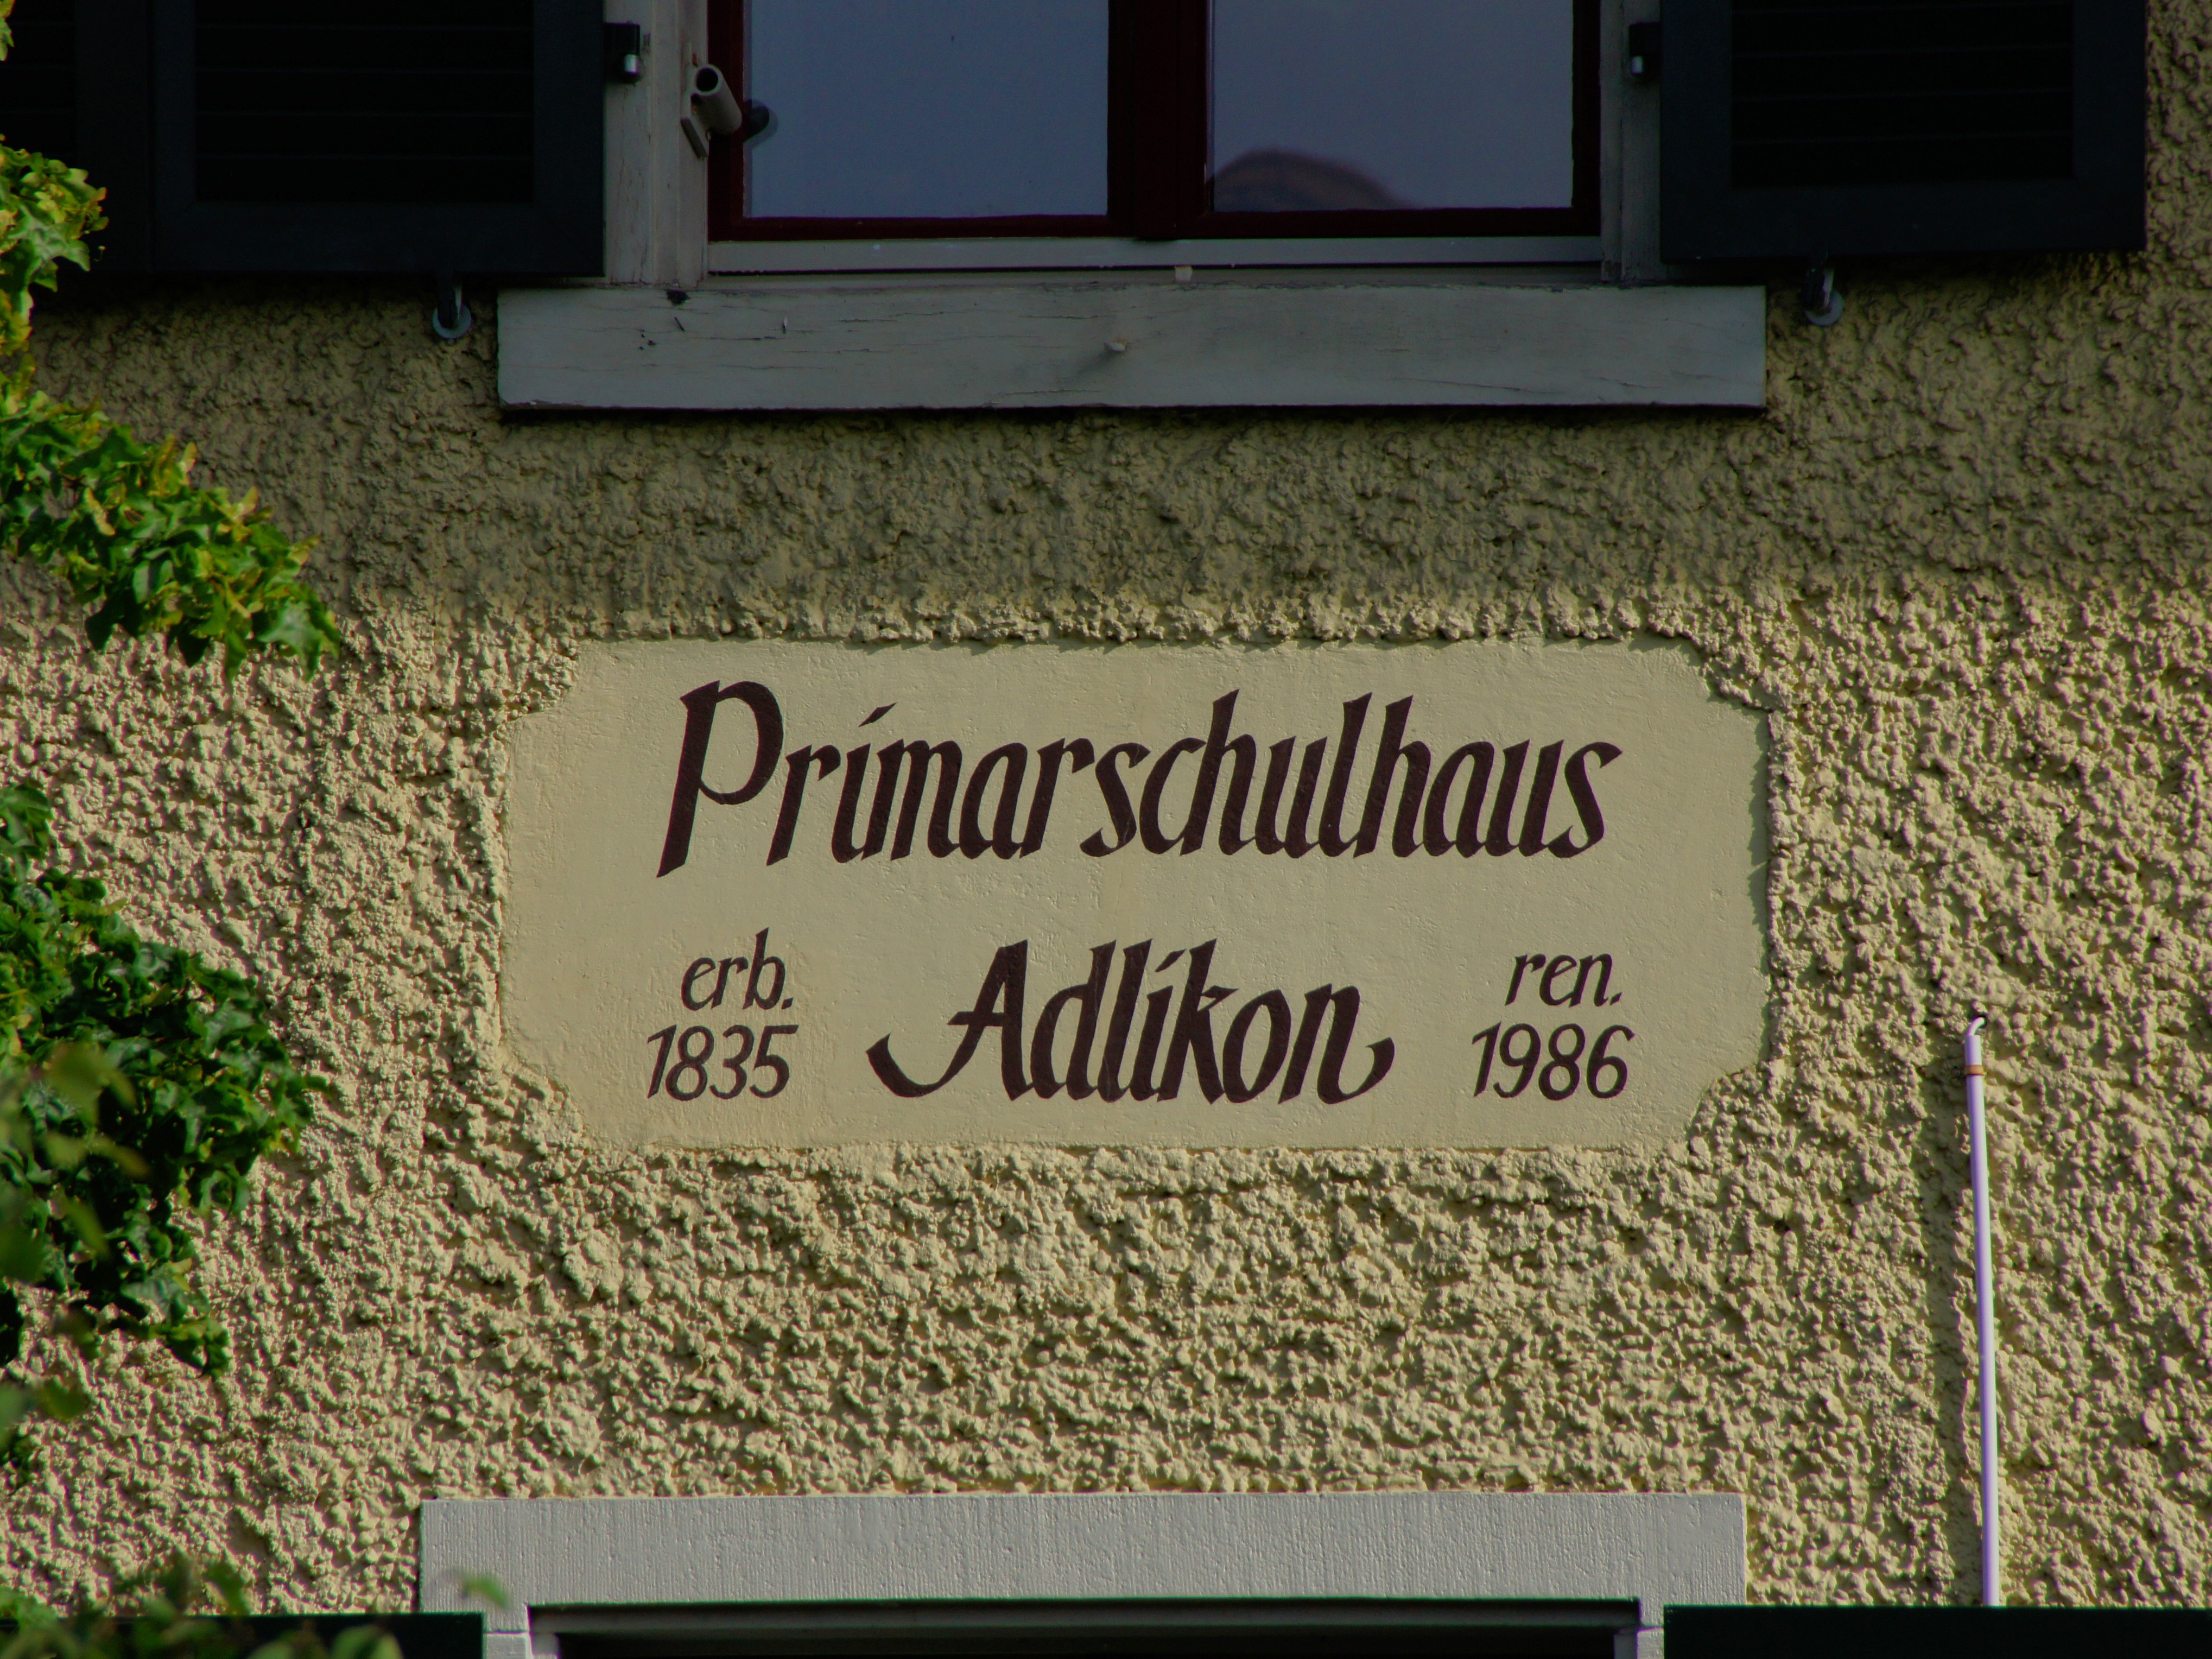 Primarschulhaus
erb. Adlikon ren.
1835 1986